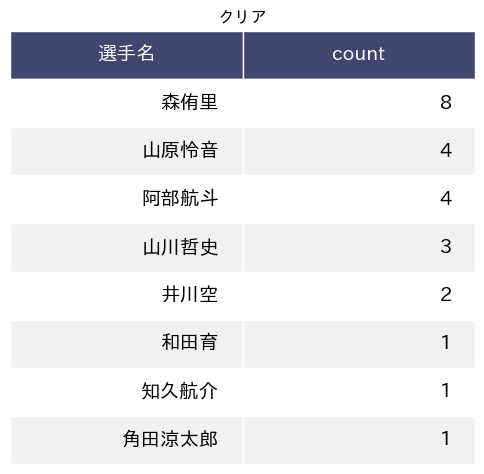 クリア
選手名 count
森侑里 8
山原怜音 4
阿部航斗 4
山川哲史 3
井川空 2
和田育 1
知久航介 1
角田涼太郎 1